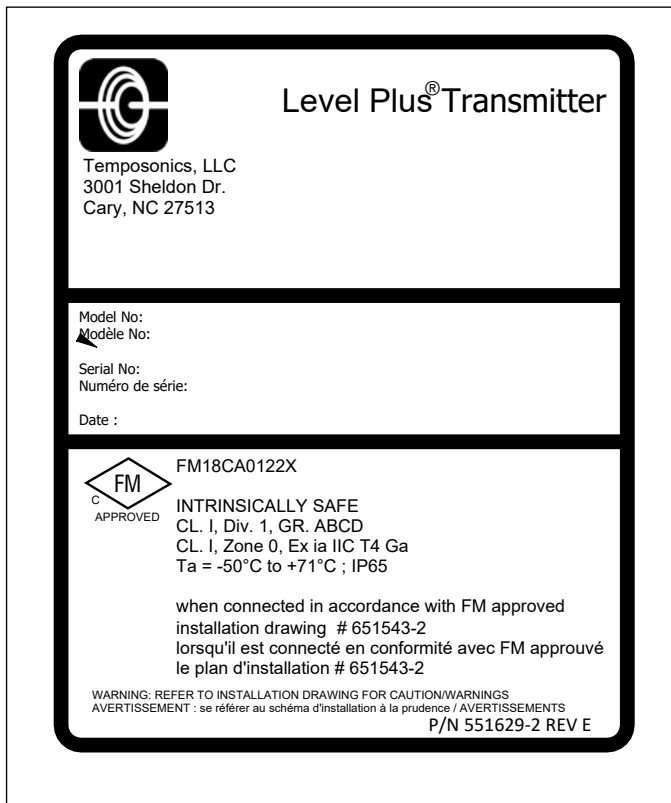 Level Plus® Transmitter
Temposonics, LLC
3001 Sheldon Dr.
Cary, NC 27513
Model No:
Modèle No:
Serial No:
Numéro de série:
Date :
FM
C
APPROVED
FM18CA0122X
INTRINSICALLY SAFE
CL. I, Div. 1, GR. ABCD
CL. I, Zone 0, Ex ia IIC T4 Ga
Ta = -50°C to +71°C ; IP65
when connected in accordance with FM approved
installation drawing # 651543-2
lorsqu'il est connecté en conformité avec FM approuvé
le plan d'installation # 651543-2
WARNING: REFER TO INSTALLATION DRAWING FOR CAUTION/WARNINGS
AVERTISSEMENT : se référer au schéma d'installation à la prudence / AVERTISSEMENTS
P/N 551629-2 REV E